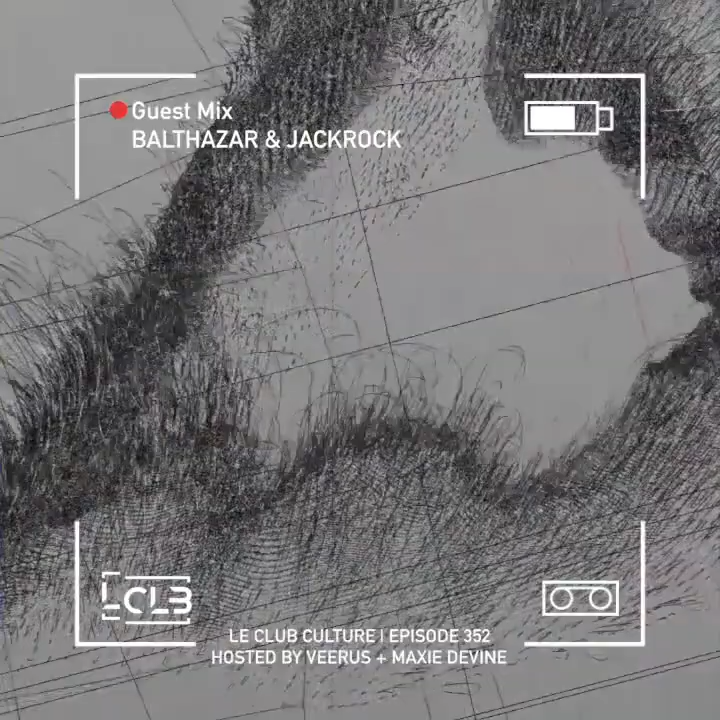 Guest Mix
BALTHAZAR & JACKROCK
LCLB
LE CLUB CULTURE | EPISODE 352
HOSTED BY VEERUS + MAXIE DEVINE